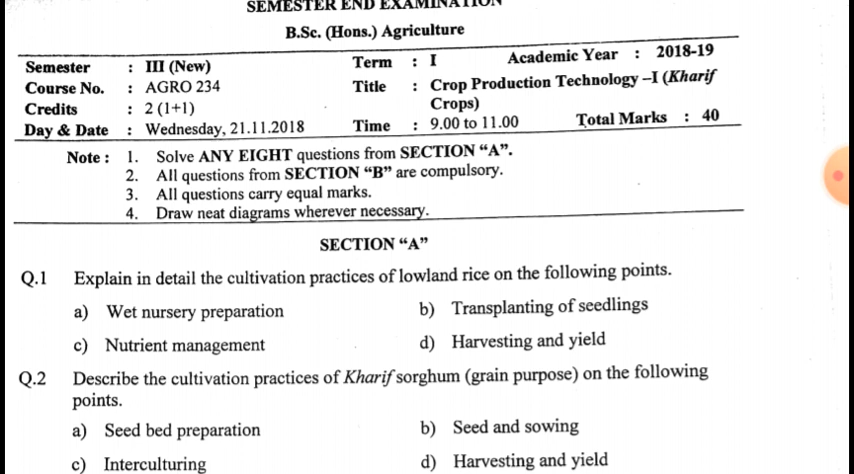 SEMESTER END EXAMINATION
B.Sc. (Hons.) Agriculture
Semester : III (New) Term : I Academic Year : 2018-19
Course No. : AGRO 234 Title : Crop Production Technology –I (Kharif
Crops)
Credits : 2 (1+1)
Day & Date : Wednesday, 21.11.2018 Time : 9.00 to 11.00 Total Marks : 40
Note : 1. Solve ANY EIGHT questions from SECTION “A”.
2. All questions from SECTION “B” are compulsory.
3. All questions carry equal marks.
4. Draw neat diagrams wherever necessary.
SECTION “A”
Q.1 Explain in detail the cultivation practices of lowland rice on the following points.
a) Wet nursery preparation b) Transplanting of seedlings
c) Nutrient management d) Harvesting and yield
Q.2 Describe the cultivation practices of Kharif sorghum (grain purpose) on the following
points.
a) Seed bed preparation b) Seed and sowing
c) Interculturing d) Harvesting and yield